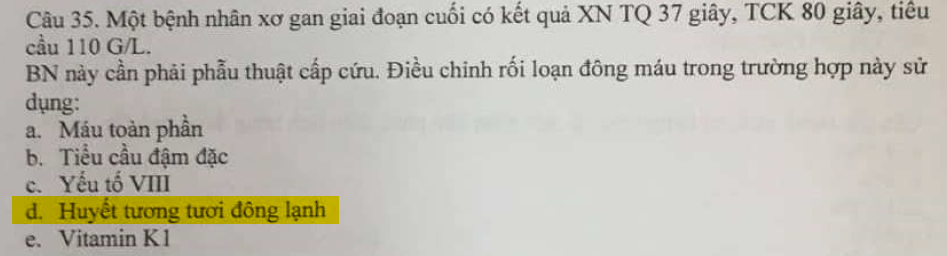 Câu 35. Một bệnh nhân xơ gan giai đoạn cuối có kết quả XN TQ 37 giây, TCK 80 giây, tiểu
cầu 110 G/L.
BN này cần phải phẫu thuật cấp cứu. Điều chỉnh rối loạn đông máu trong trường hợp này sử
dụng:
a. Máu toàn phần
b. Tiểu cầu đậm đặc
c. Yếu tố VIII
d. Huyết tương tươi đông lạnh
e. Vitamin K1